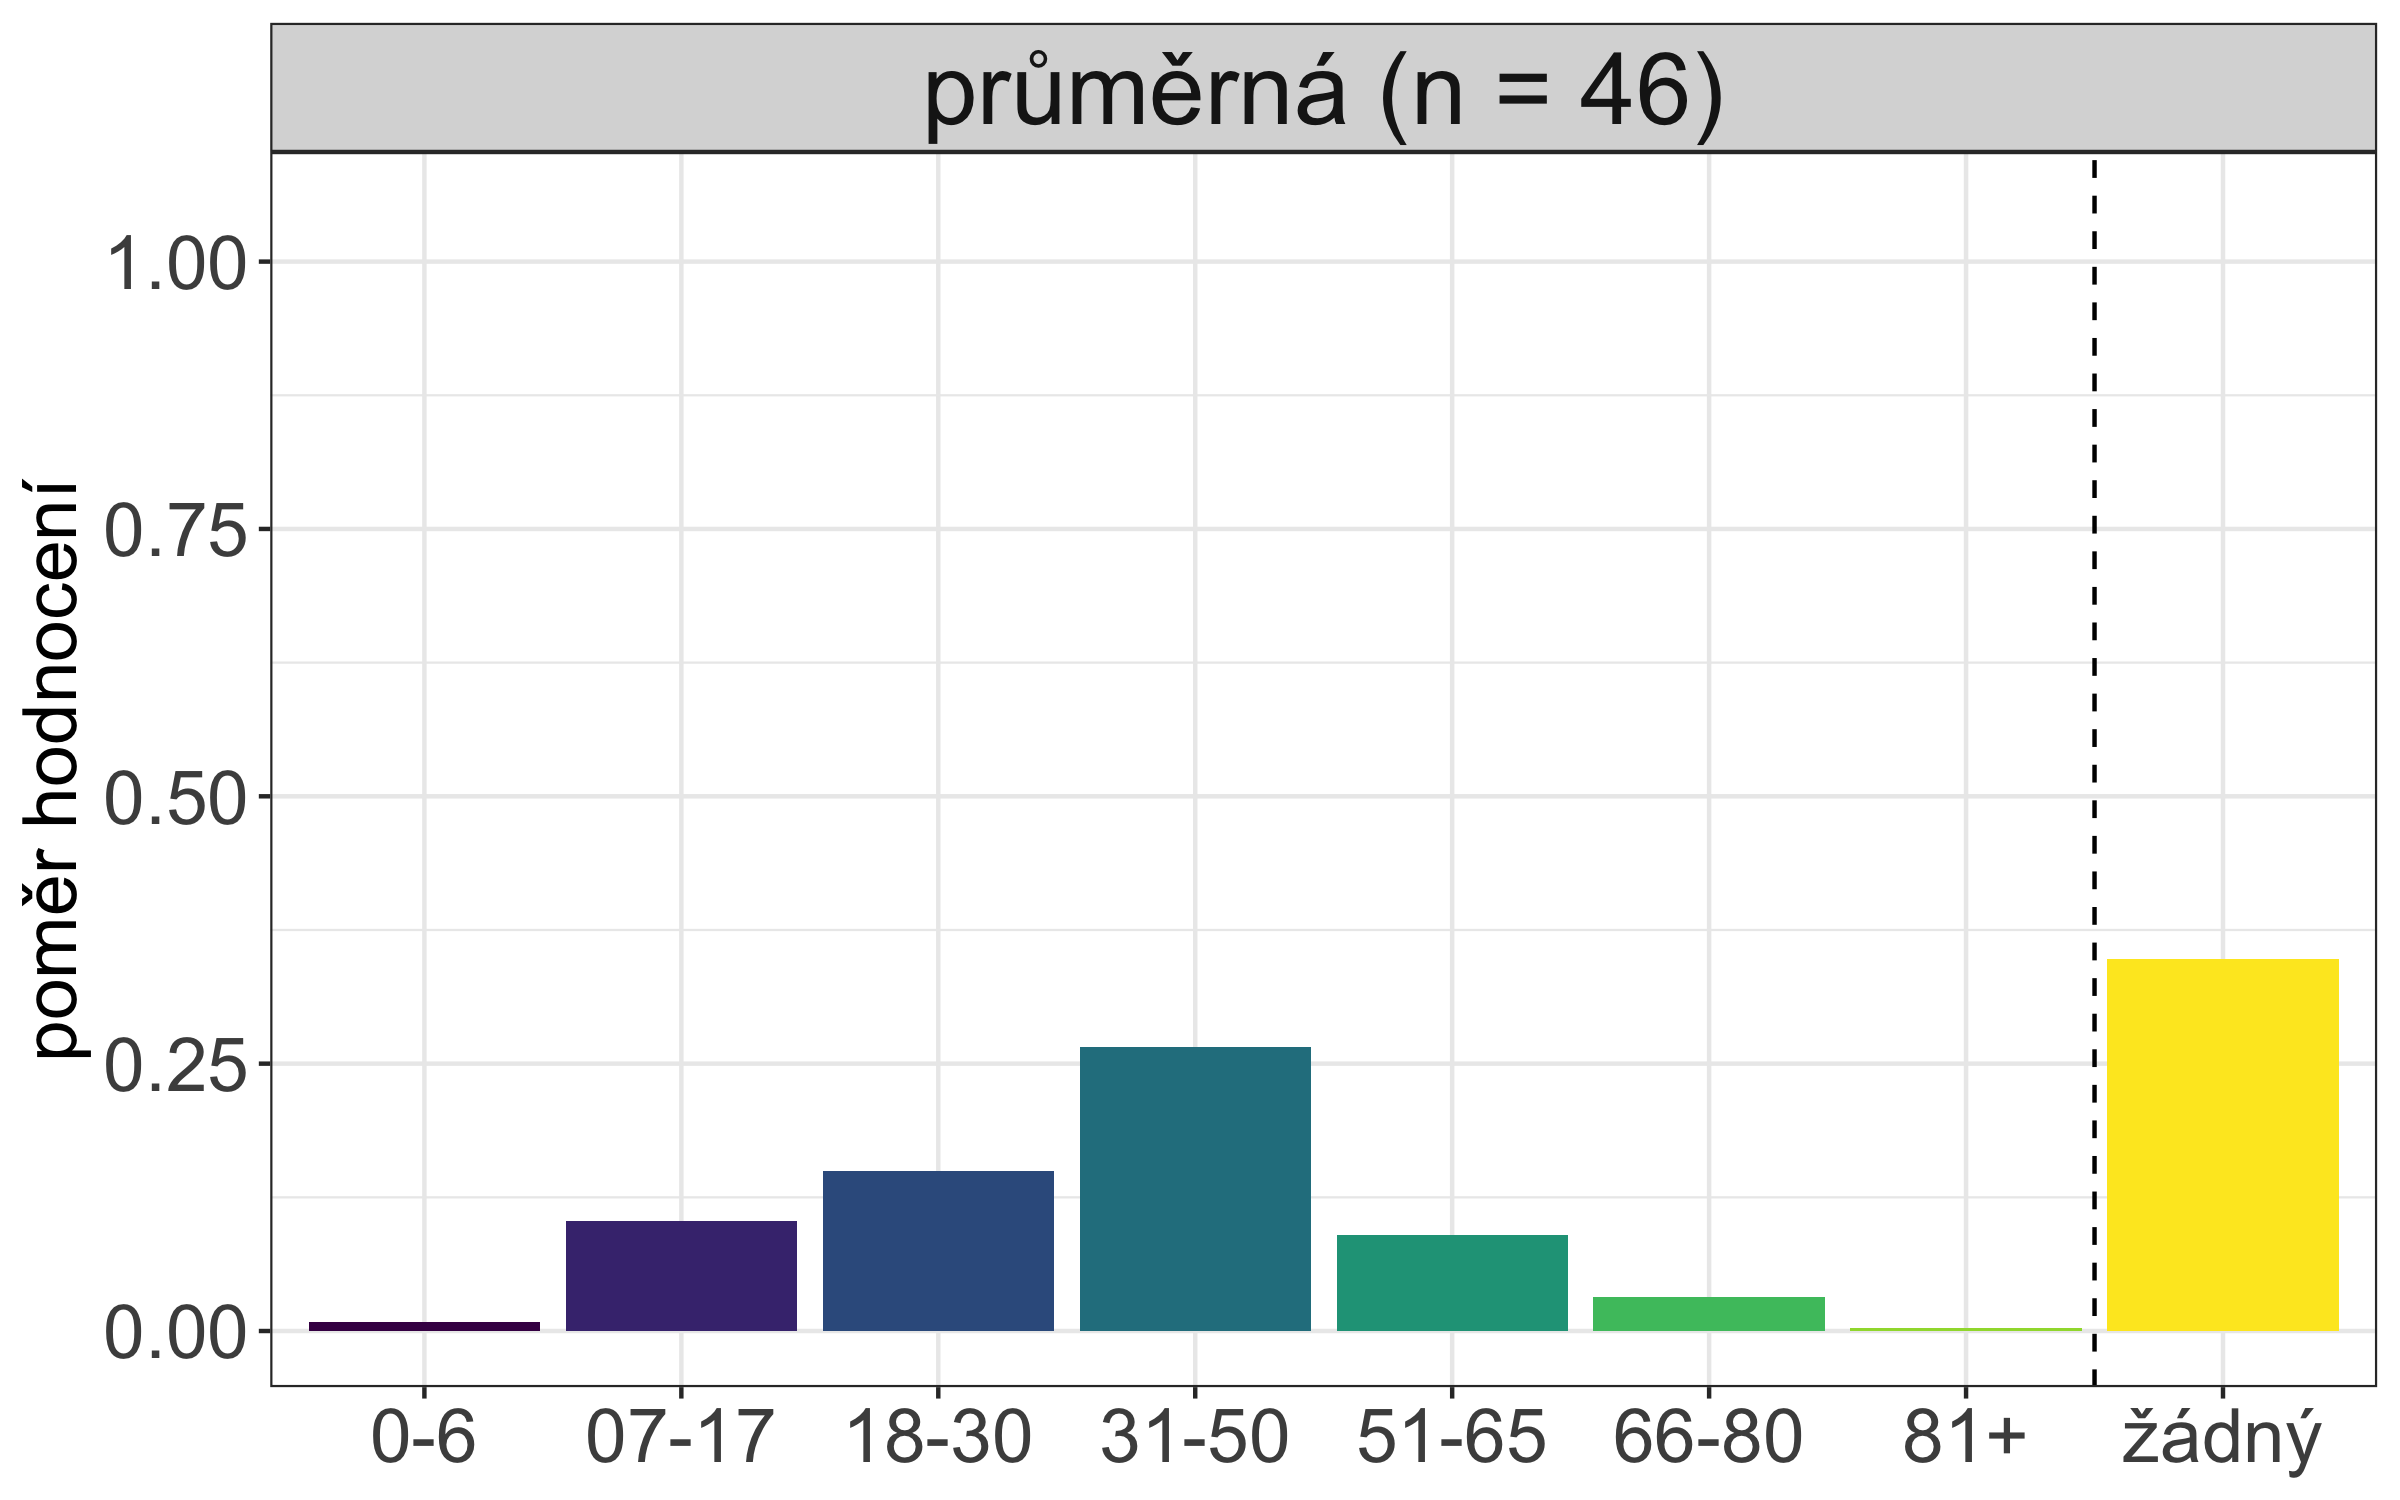 průměrná (n = 46)
poměr hodnocení
1.00
0.75
0.50
0.25
0.00
0-6 07-17 18-30 31-50 51-65 66-80 81+ žádný